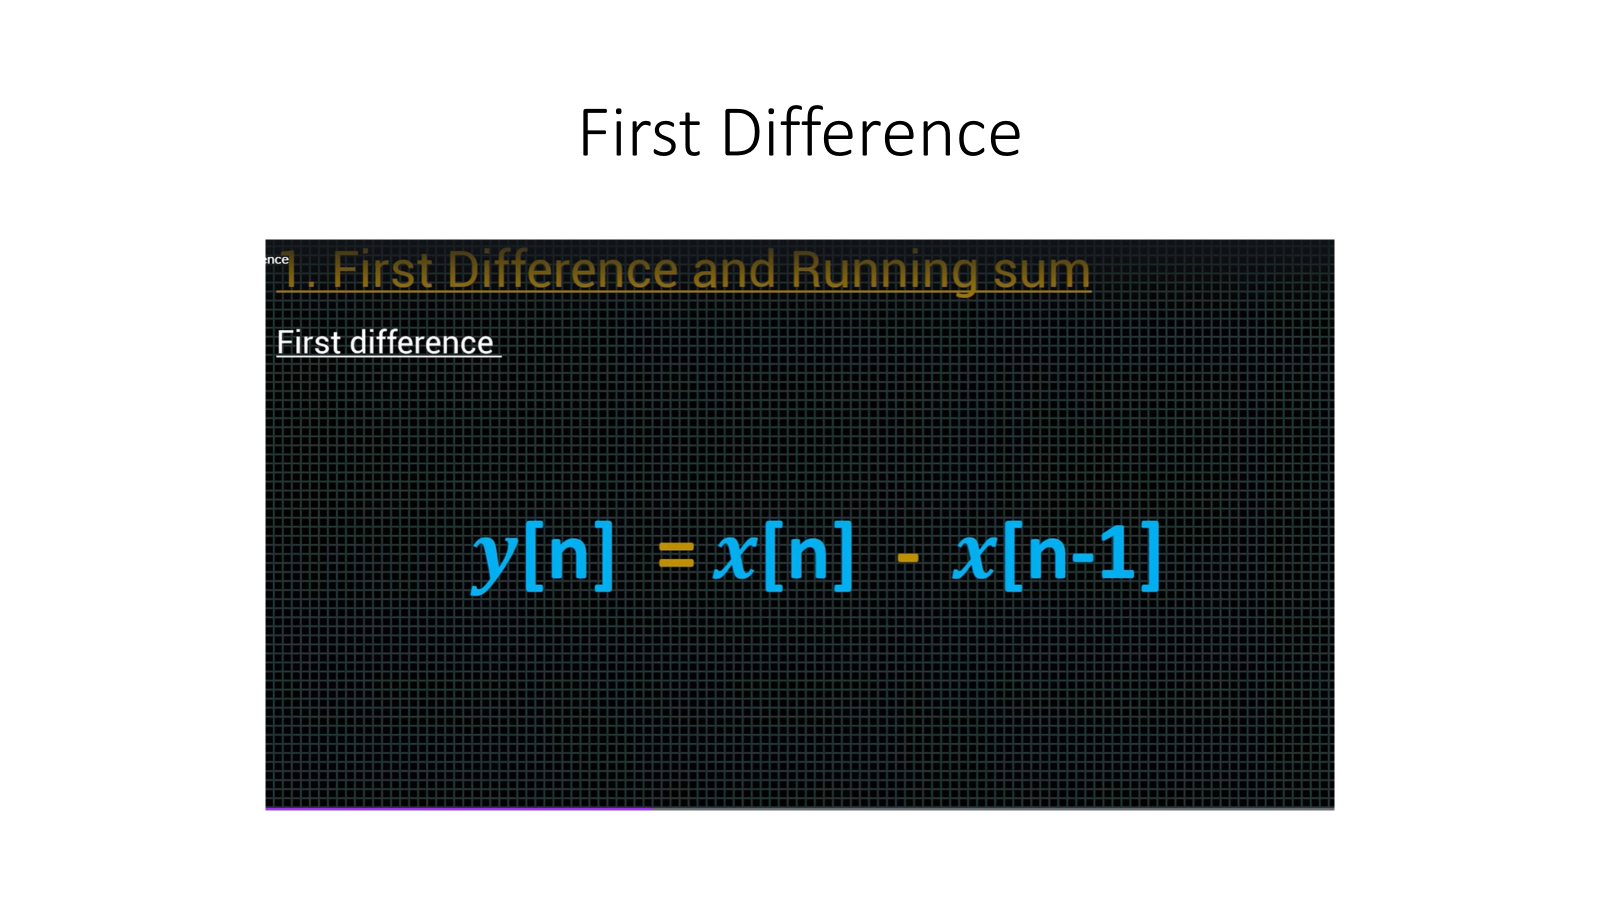 First Difference
ence
1. First Difference and Running sum
First difference
y[n] = x[n] - x[n-1]